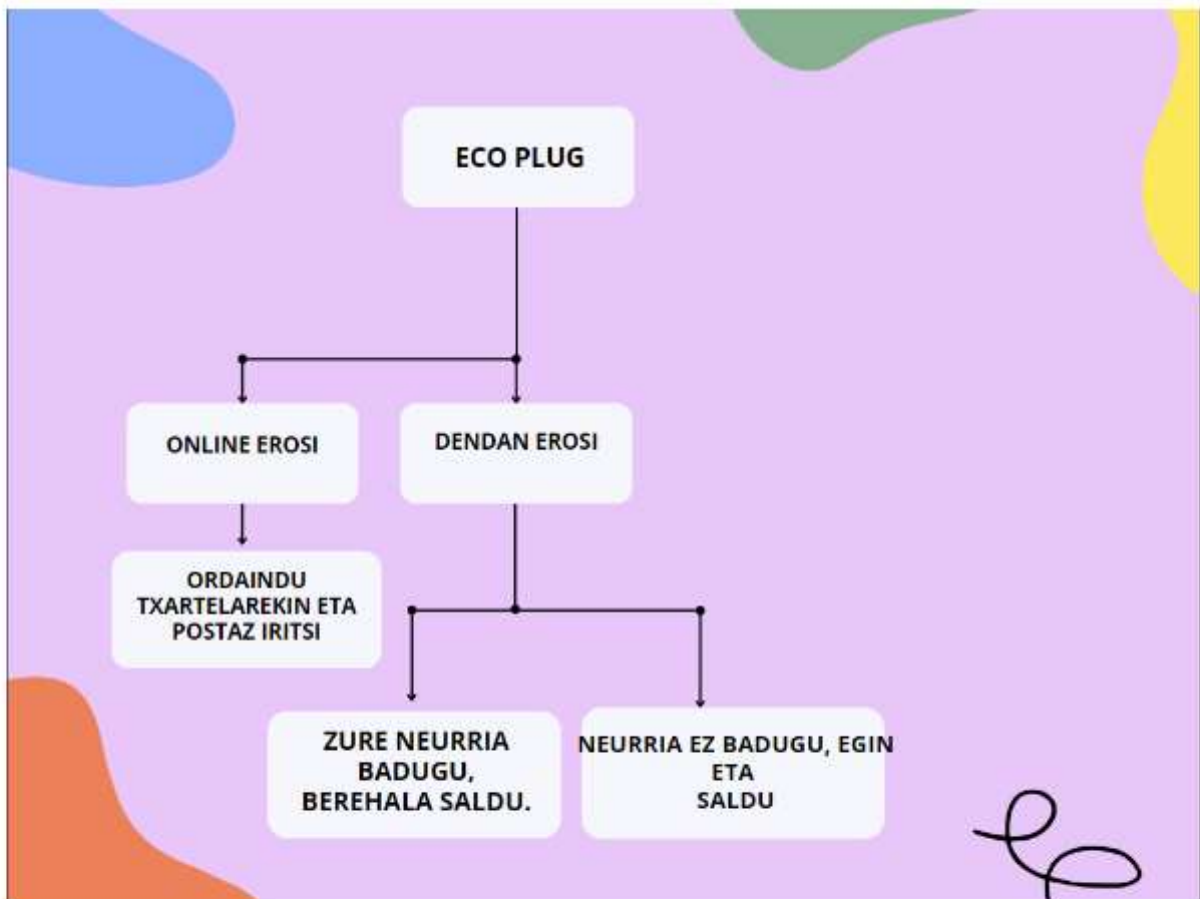 ECO PLUG
ONLINE EROSI
DENDAN EROSI
ORDAINDU
TXARTELAREKIN ETA
POSTAZ IRITSI
ZURE NEURRIA
BADUGU,
BEREHALA SALDU.
NEURRIA EZ BADUGU, EGIN
ETA
SALDU